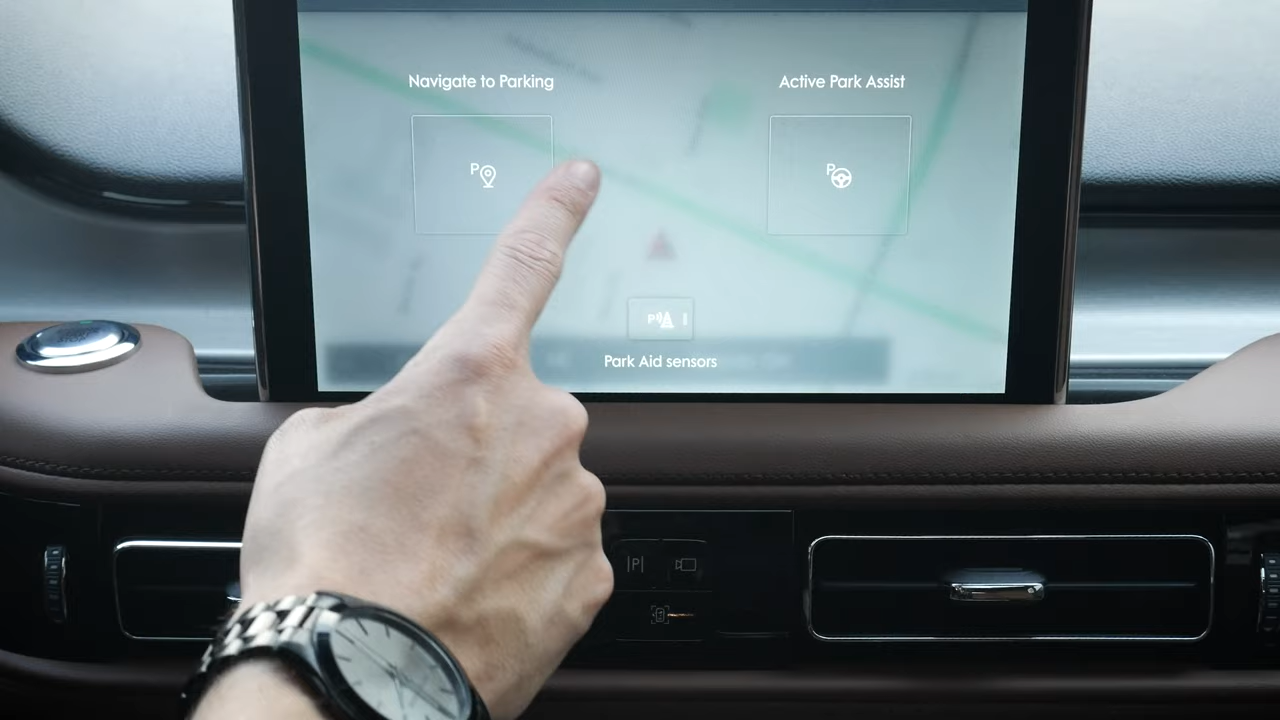 Navigate to Parking
Active Park Assist
P
P
P
Park Aid sensors
P